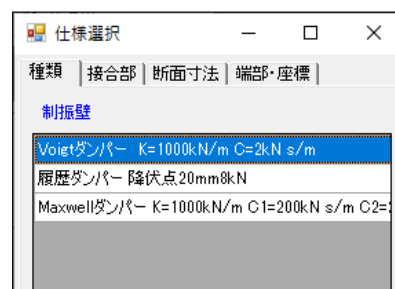 仕様選択
種類 接合部 断面寸法 端部・座標
制振壁
Voigtダンパー K=1000kN/m C=2kN s/m
履歴ダンパー 降伏点20mm8kN
Maxwellダンパー K=1000kN/m C1=200kN s/m C2=